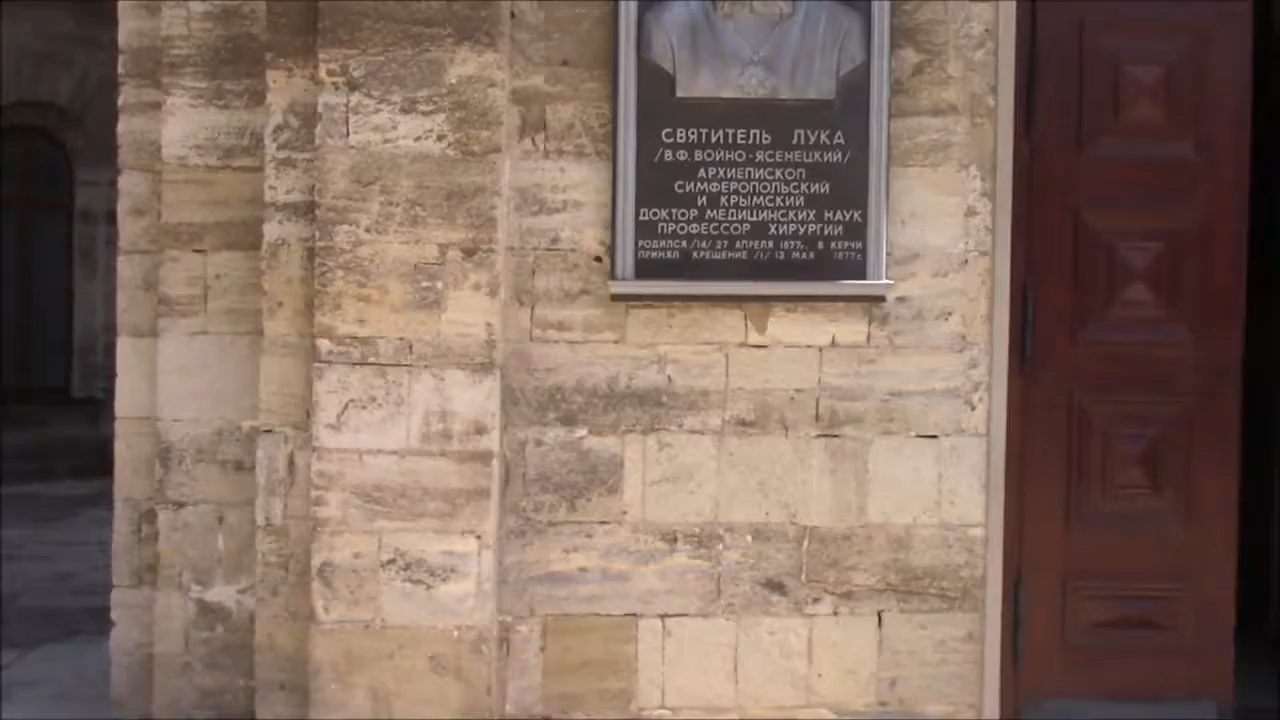 СВЯТИТЕЛЬ ЛУКА
/В.Ф. ВОЙНО-ЯСЕНЕЦКИЙ/
АРХИЕПИСКОП
СИМФЕРОПОЛЬСКИЙ
И КРЫМСКИЙ
ДОКТОР МЕДИЦИНСКИХ НАУК
ПРОФЕССОР ХИРУРГИИ
РОДИЛСЯ /14/ 27 АПРЕЛЯ 1877г. В КЕРЧИ
ПРИНЯЛ КРЕЩЕНИЕ /1/ 13 МАЯ 1877г.